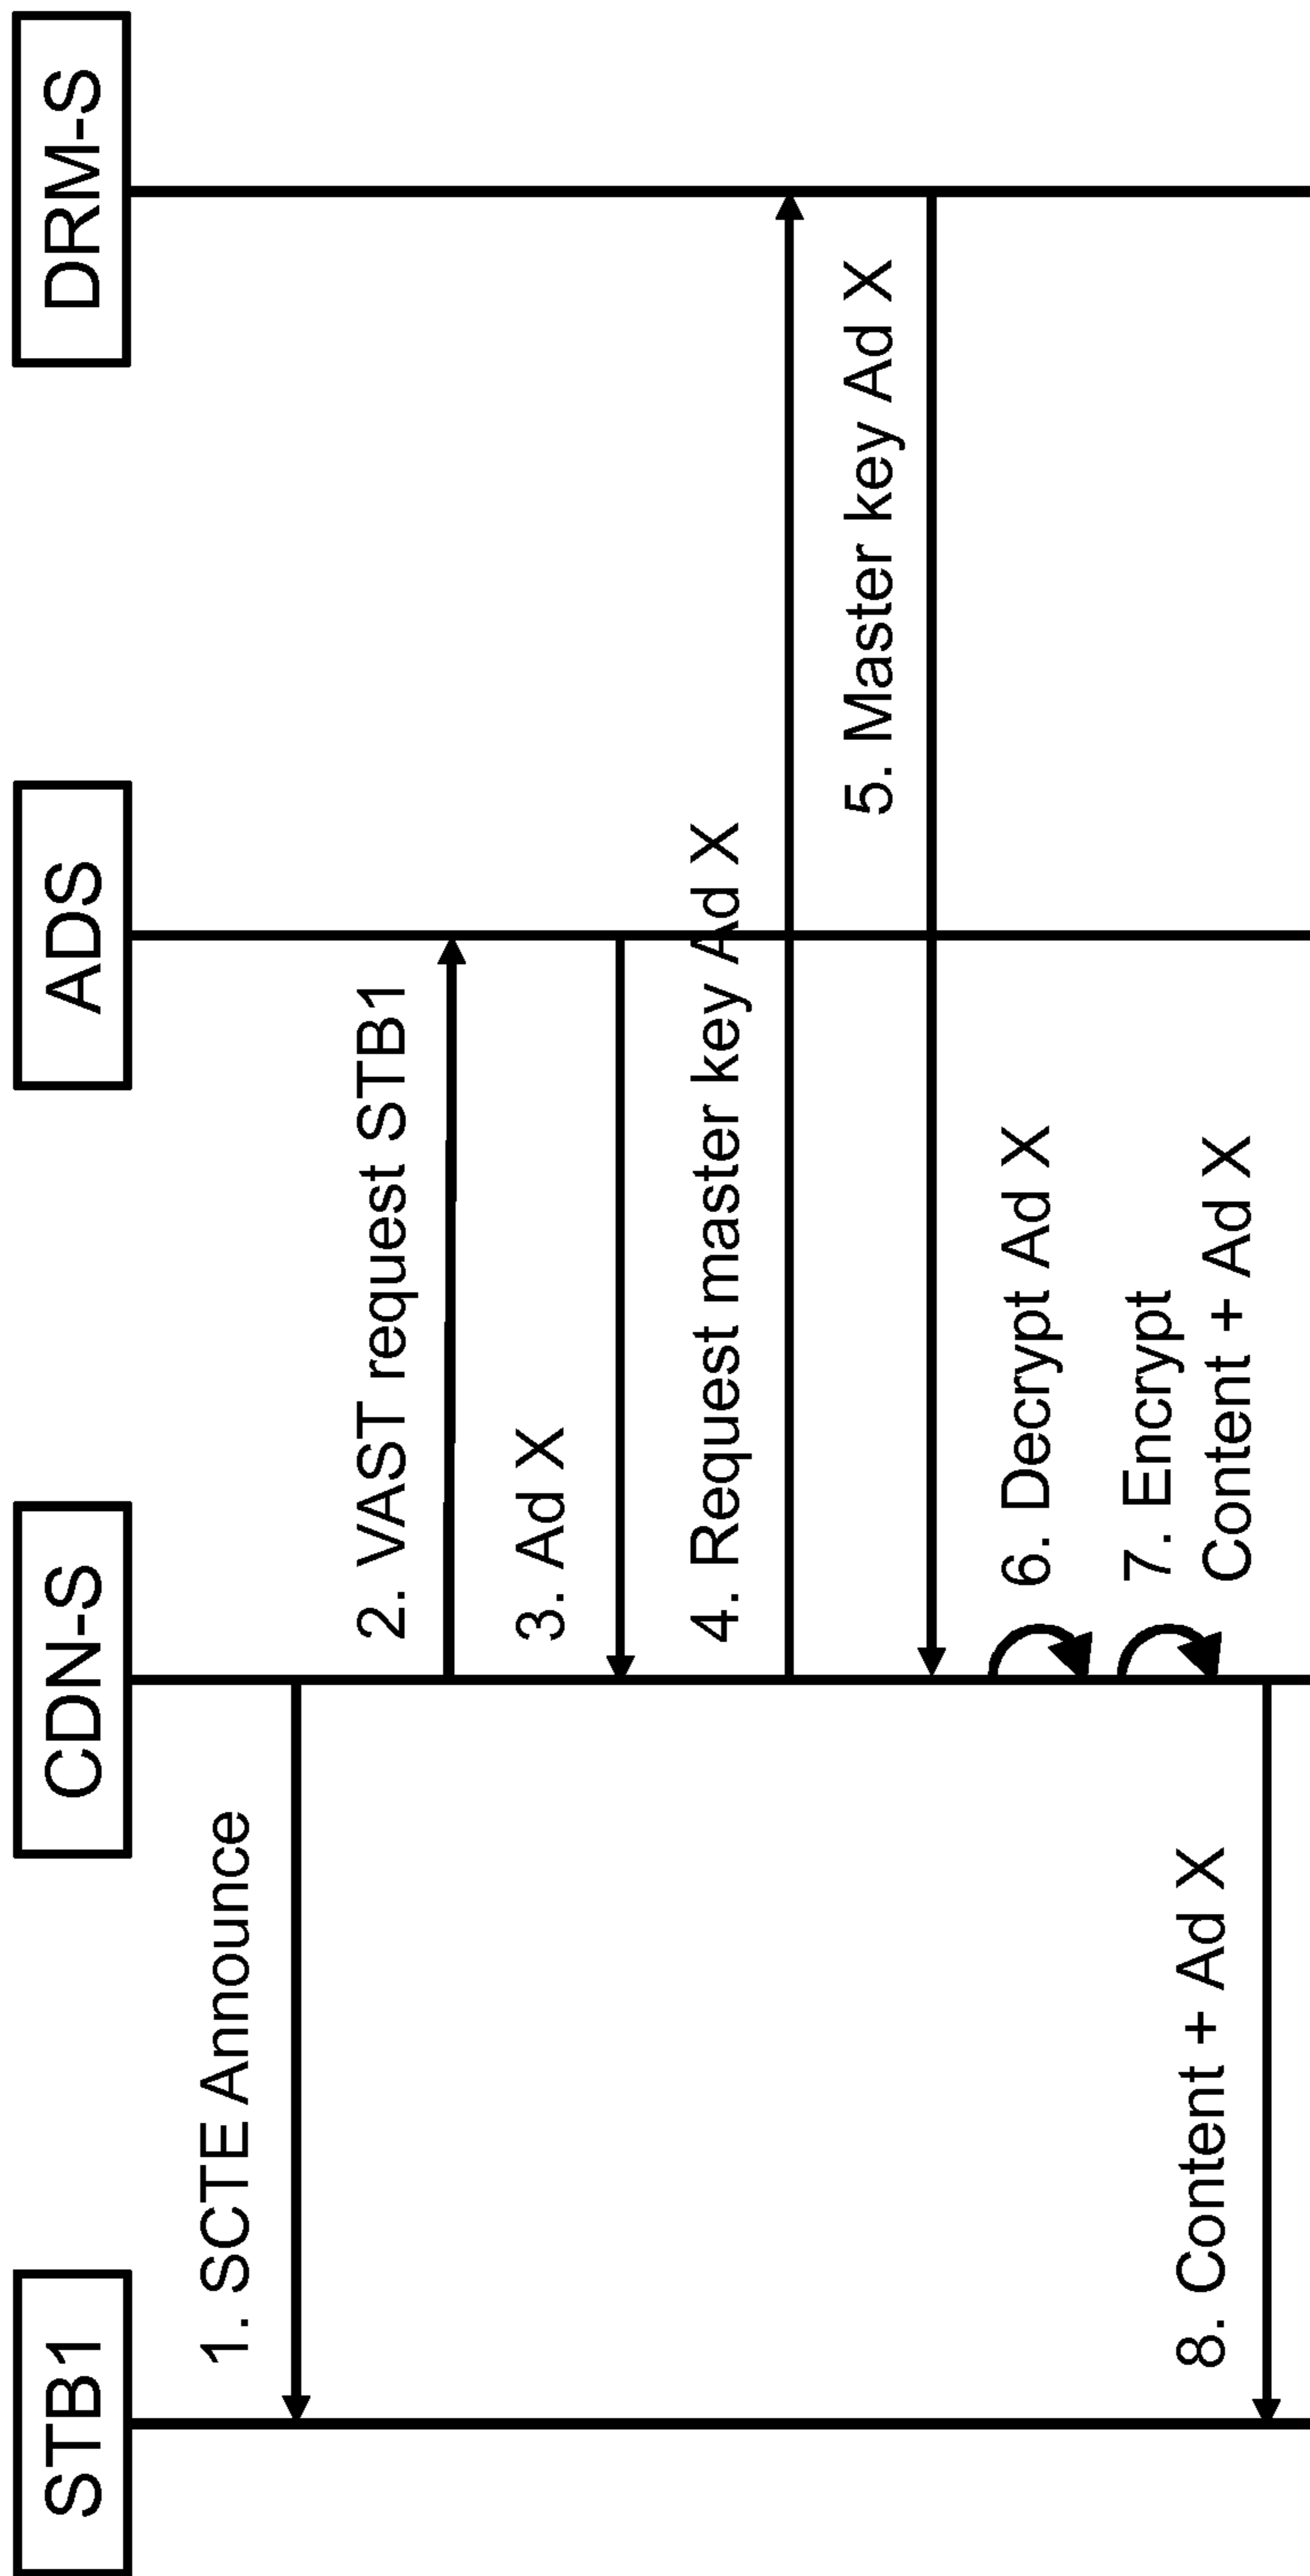 STB1
CDN-S
ADS
DRM-S
1. SCTE Announce
2. VAST request STB1
3. Ad X
4. Request master key Ad X
5. Master key Ad X
6. Decrypt Ad X
7. Encrypt
Content + Ad X
8. Content + Ad X